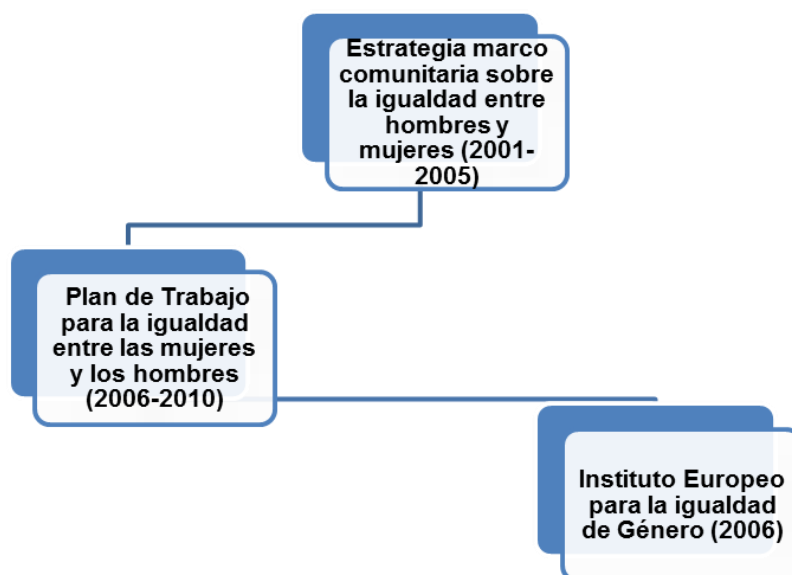 Estrategia marco
comunitaria sobre
la igualdad entre
hombres y
mujeres (2001-
2005)
Plan de Trabajo
para la igualdad
entre las mujeres
y los hombres
(2006-2010)
Instituto Europeo
para la igualdad
de Género (2006)